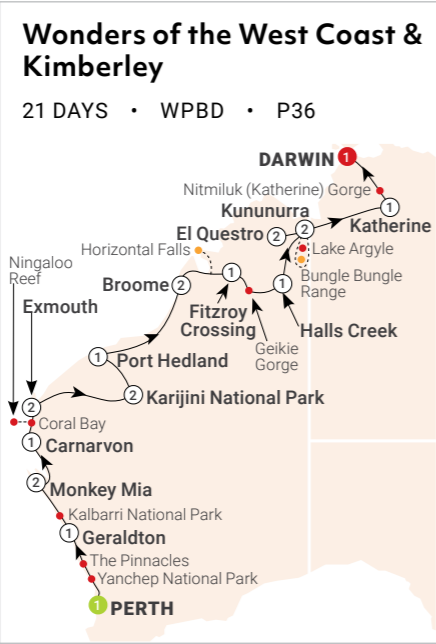 Wonders of the West Coast &
Kimberley
21 DAYS • WPBD • P36
DARWIN 1
Nitmiluk (Katherine) Gorge
1
Katherine
Kununurra
2
El Questro 2
Lake Argyle
Bungle Bungle
Range
Horizontal Falls
Broome 2
1
Fitzroy
Crossing
1
Halls Creek
Geikie
Gorge
Ningaloo
Reef
Exmouth
1 Port Hedland
2 Karijini National Park
2
Coral Bay
1 Carnarvon
2 Monkey Mia
Kalbarri National Park
1 Geraldton
The Pinnacles
Yanchep National Park
1 PERTH